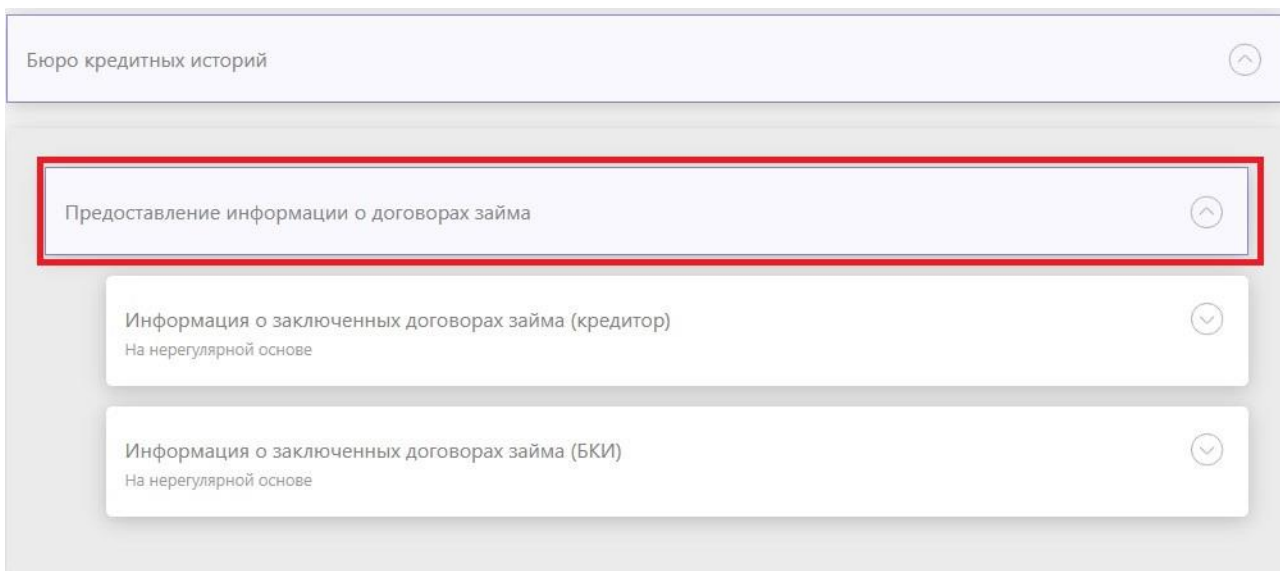 Бюро кредитных историй
Предоставление информации о договорах займа
Информация о заключенных договорах займа (кредитор)
На нерегулярной основе
Информация о заключенных договорах займа (БКИ)
На нерегулярной основе